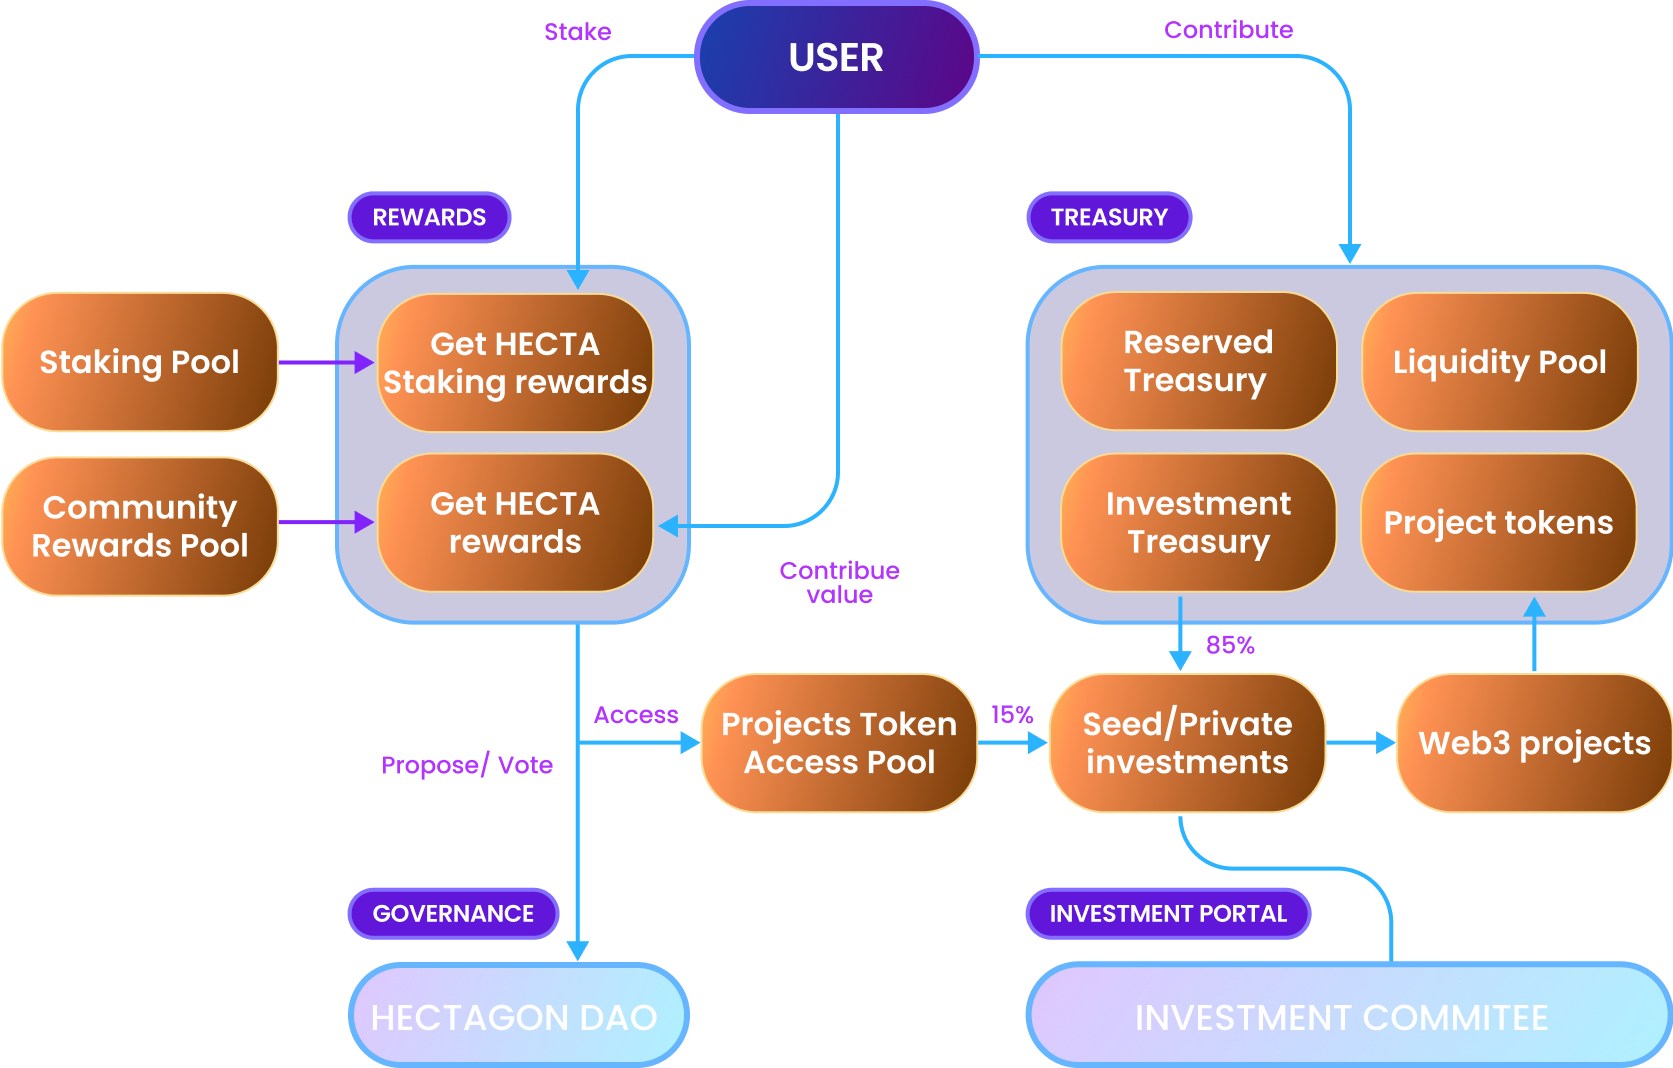 Stake
USER
Contribute
REWARDS
TREASURY
Staking Pool
Get HECTA
Staking rewards
Reserved
Treasury
Liquidity Pool
Community
Rewards Pool
Get HECTA
rewards
Investment
Treasury
Project tokens
Contribue
value
85%
Access
Projects Token
Access Pool
15%
Seed/Private
investments
Web3 projects
Propose/ Vote
GOVERNANCE
INVESTMENT PORTAL
HECTAGON DAO
INVESTMENT COMMITEE